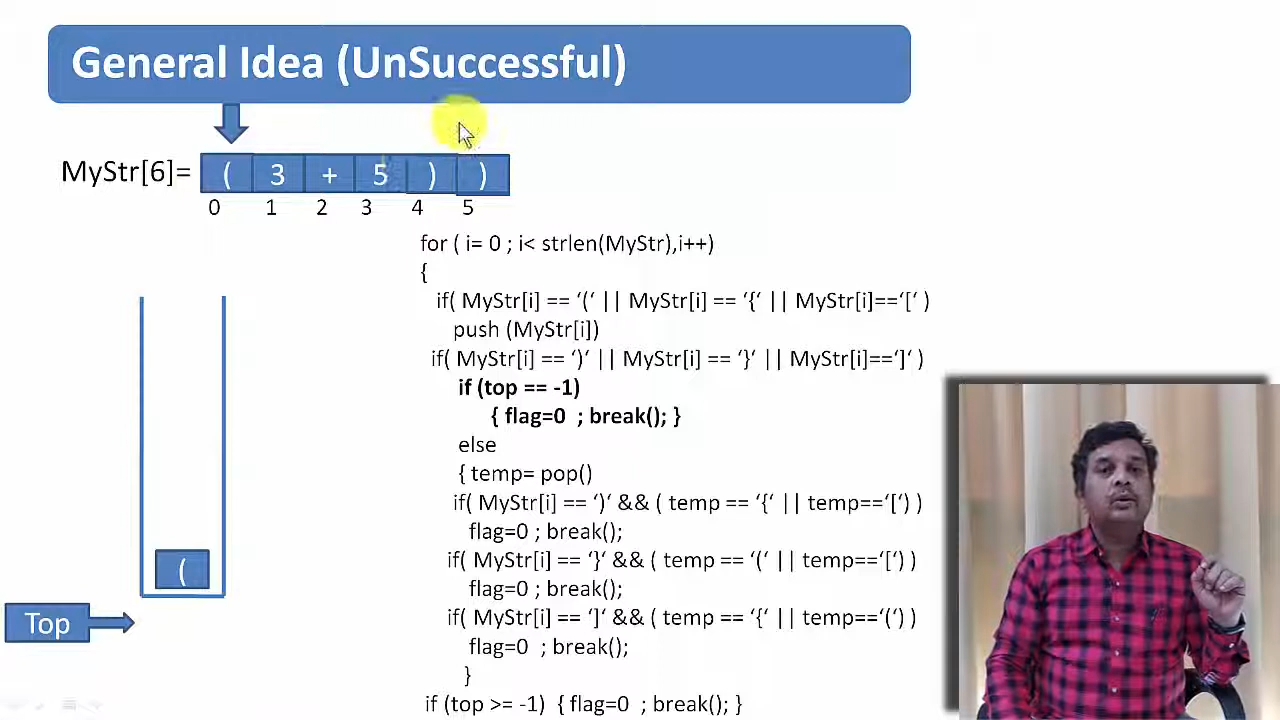 General Idea (UnSuccessful)
MyStr[6]= ( 3 + 5 ) )
0 1 2 3 4 5
for ( i= 0 ; i< strlen(MyStr),i++)
{
if( MyStr[i] == ‘(‘ || MyStr[i] == ‘{‘ || MyStr[i]==‘[‘ )
push (MyStr[i])
if( MyStr[i] == ‘)‘ || MyStr[i] == ‘}‘ || MyStr[i]==‘]‘ )
if (top == -1)
{ flag=0 ; break(); }
else
{ temp= pop()
if( MyStr[i] == ‘)‘ && ( temp == ‘{‘ || temp==‘[‘) )
flag=0 ; break();
if( MyStr[i] == ‘}‘ && ( temp == ‘(‘ || temp==‘[‘) )
flag=0 ; break();
if( MyStr[i] == ‘]‘ && ( temp == ‘{‘ || temp==‘(‘) )
flag=0 ; break();
}
if (top >= -1) { flag=0 ; break(); }
(
Top